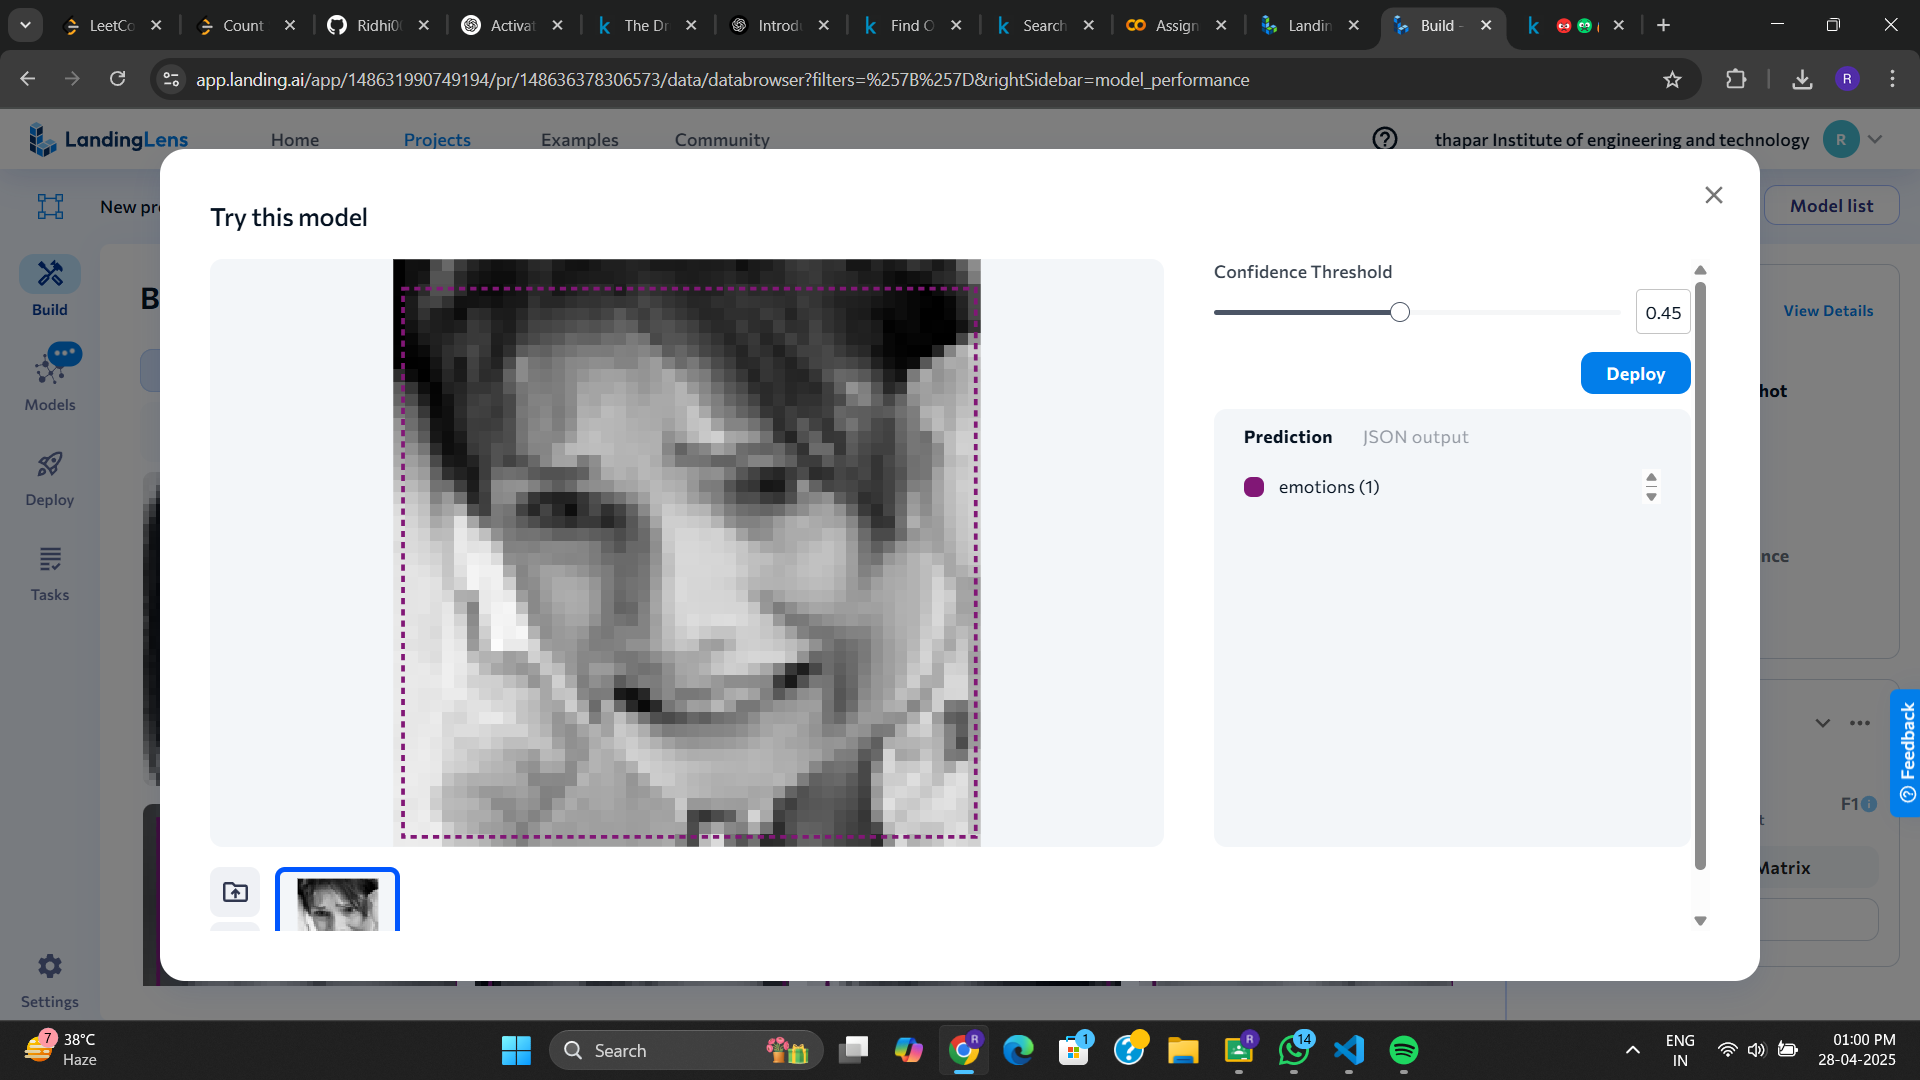 LeetCo
Count
Ridhi0
Activat
The Dr
Introdu
Find O
Search
Assign
Landin
Build -
app.landing.ai/app/148631990749194/pr/148636378306573/data/databrowser?filters=%257B%257D&rightSidebar=model_performance
R
LandingLens
Home
Projects
Examples
Community
thapar Institute of engineering and technology
R
New pr
Model list
Try this model
Build
Models
Deploy
Tasks
Settings
B
Confidence Threshold
0.45
Deploy
Prediction
JSON output
emotions (1)
View Details
hot
nce
Feedback
F1
t
Matrix
7
38°C
Haze
Search
R
1
R
14
ENG
IN
01:00 PM
28-04-2025